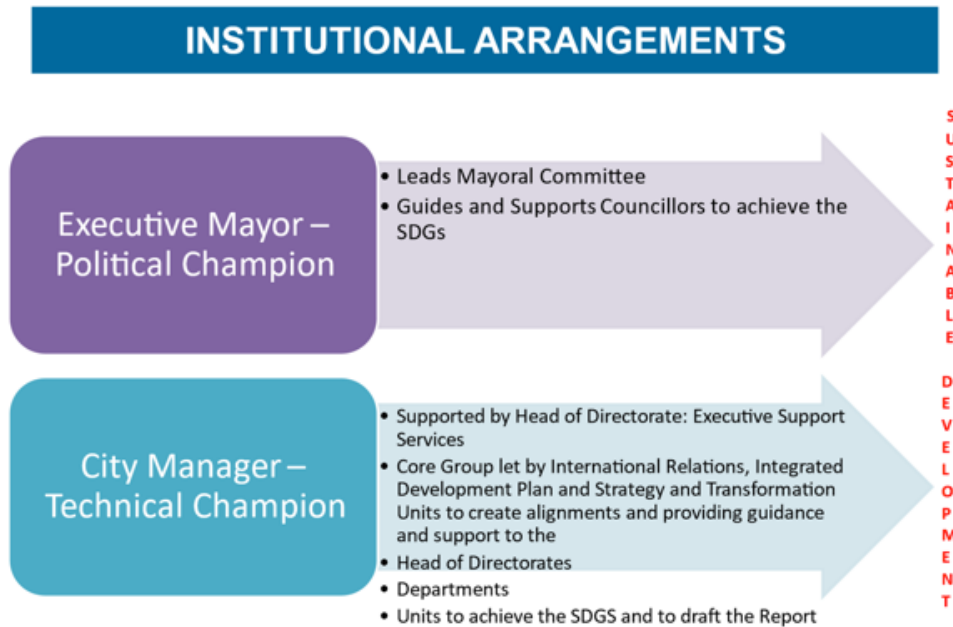 INSTITUTIONAL ARRANGEMENTS
Executive Mayor –
Political Champion
• Leads Mayoral Committee
• Guides and Supports Councillors to achieve the
SDGs
City Manager –
Technical Champion
• Supported by Head of Directorate: Executive Support
Services
• Core Group let by International Relations, Integrated
Development Plan and Strategy and Transformation
Units to create alignments and providing guidance
and support to the
• Head of Directorates
• Departments
• Units to achieve the SDGS and to draft the Report
SUSTAINABLE DEVELOPMENT